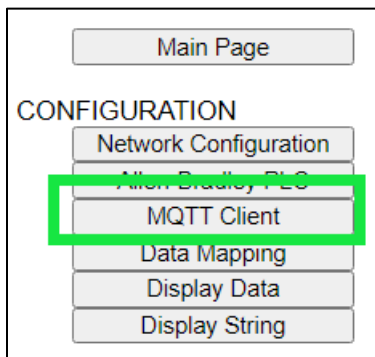 Main Page
CONFIGURATION
Network Configuration
Allen Bradley PLC
MQTT Client
Data Mapping
Display Data
Display String